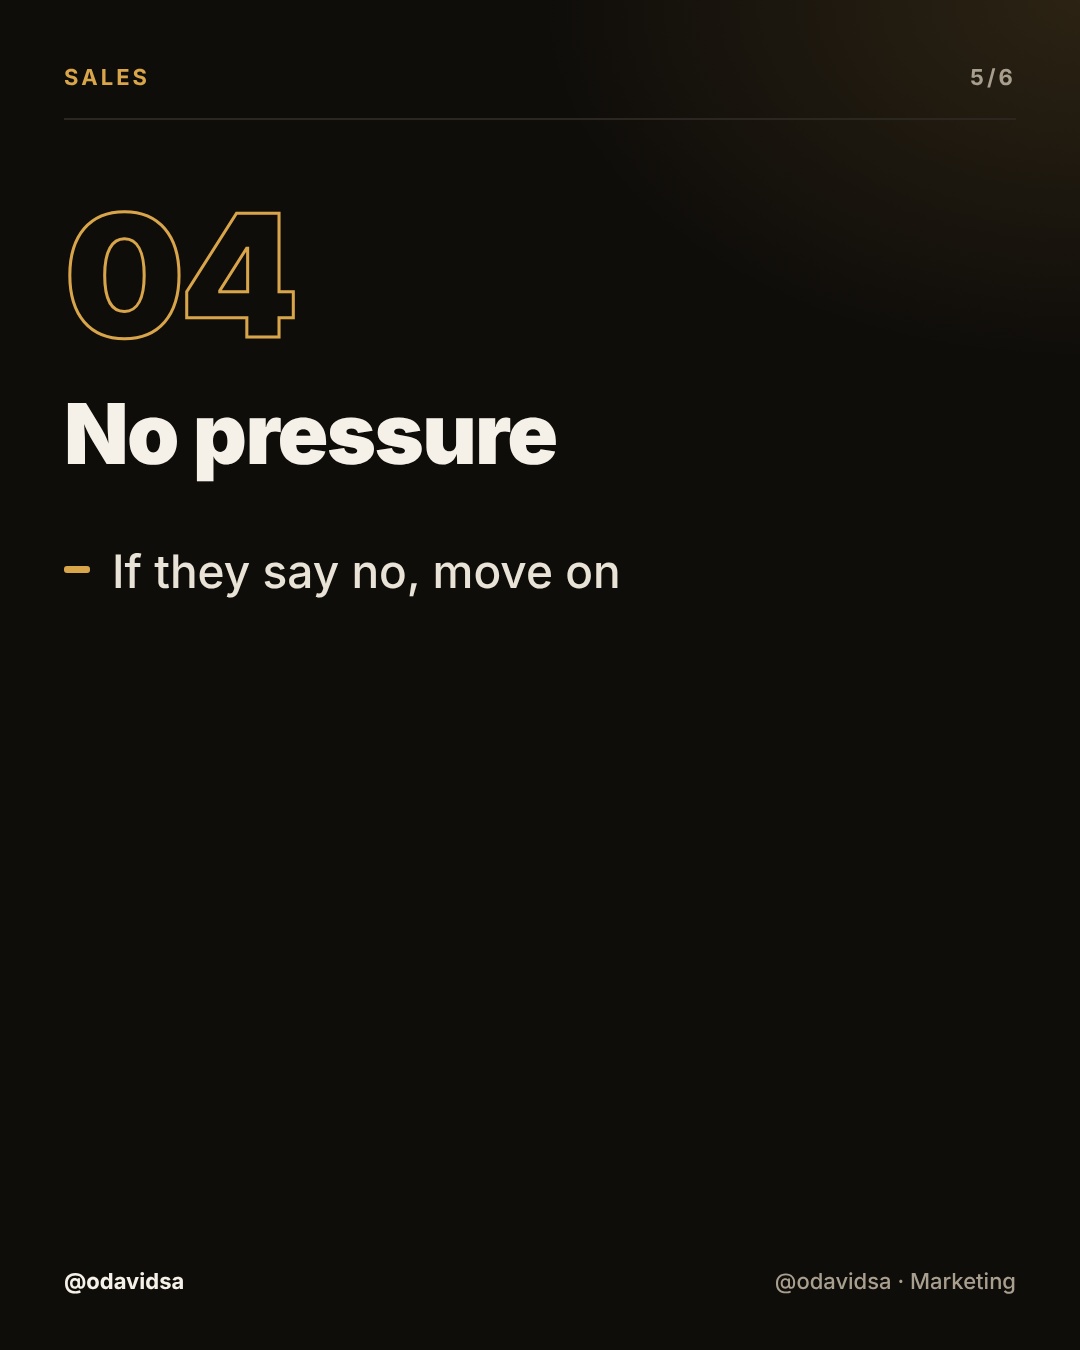 SALES
5/6
04
No pressure
If they say no, move on
@odavidsa
@odavidsa · Marketing